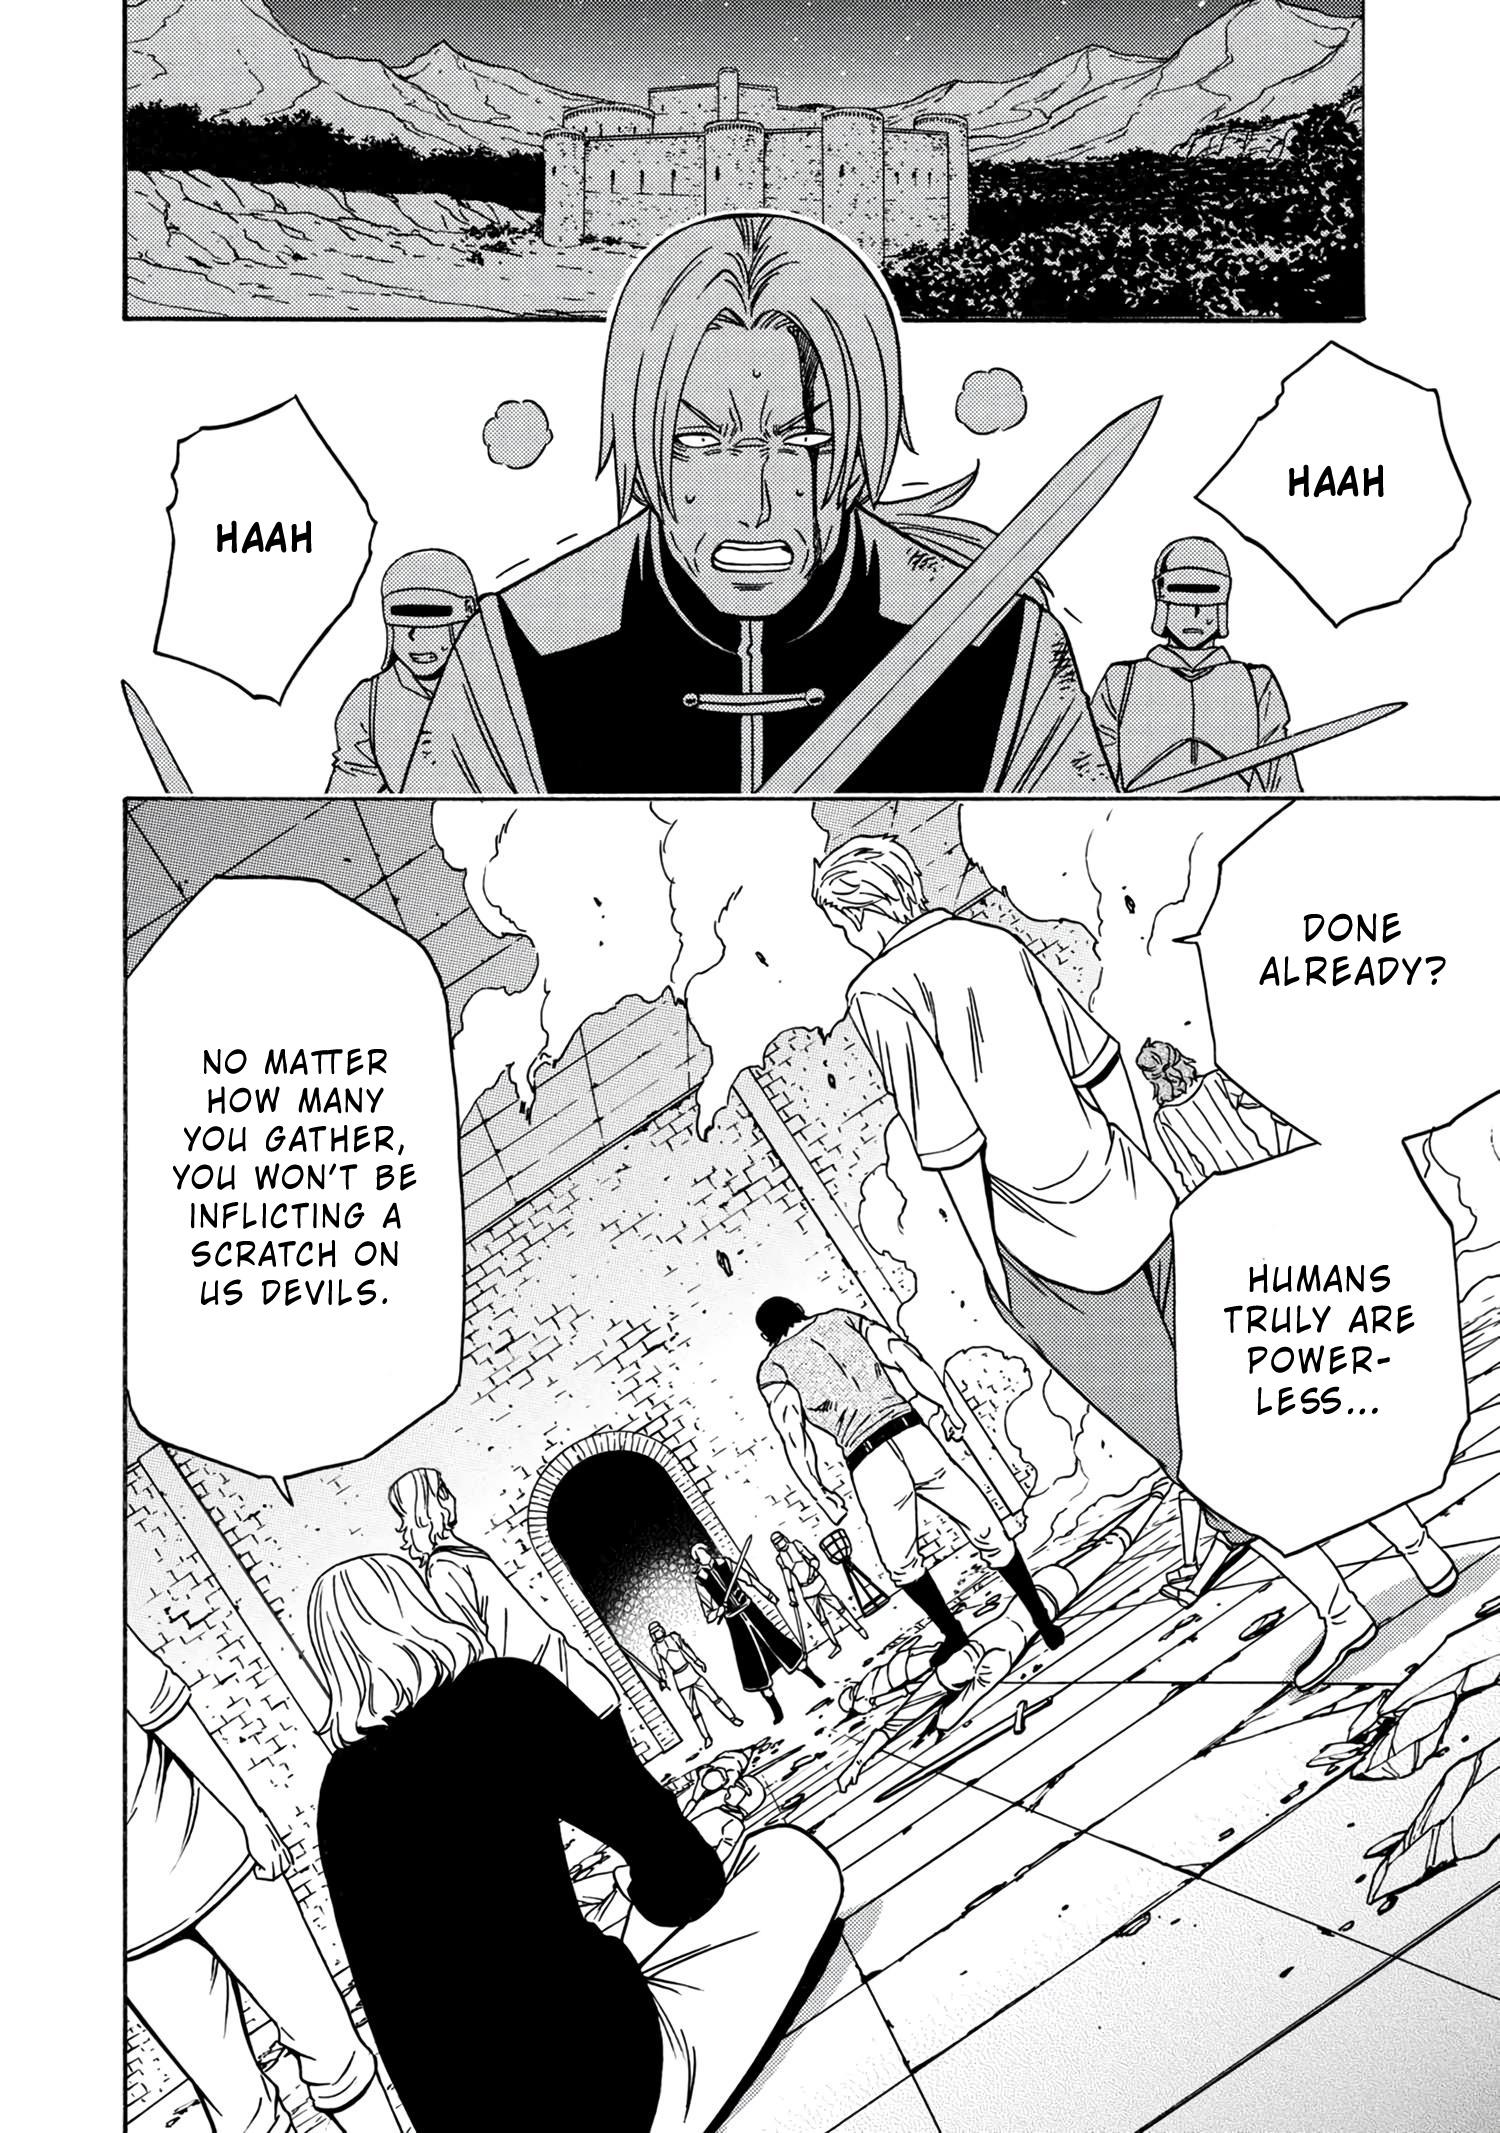 HAAH
HAAH
DONE
ALREADY?
HUMANS
TRULY ARE
POWER-
LESS...
NO MATTER
HOW MANY
YOU GATHER,
YOU WON'T BE
INFLICTING A
SCRATCH ON
US DEVILS.